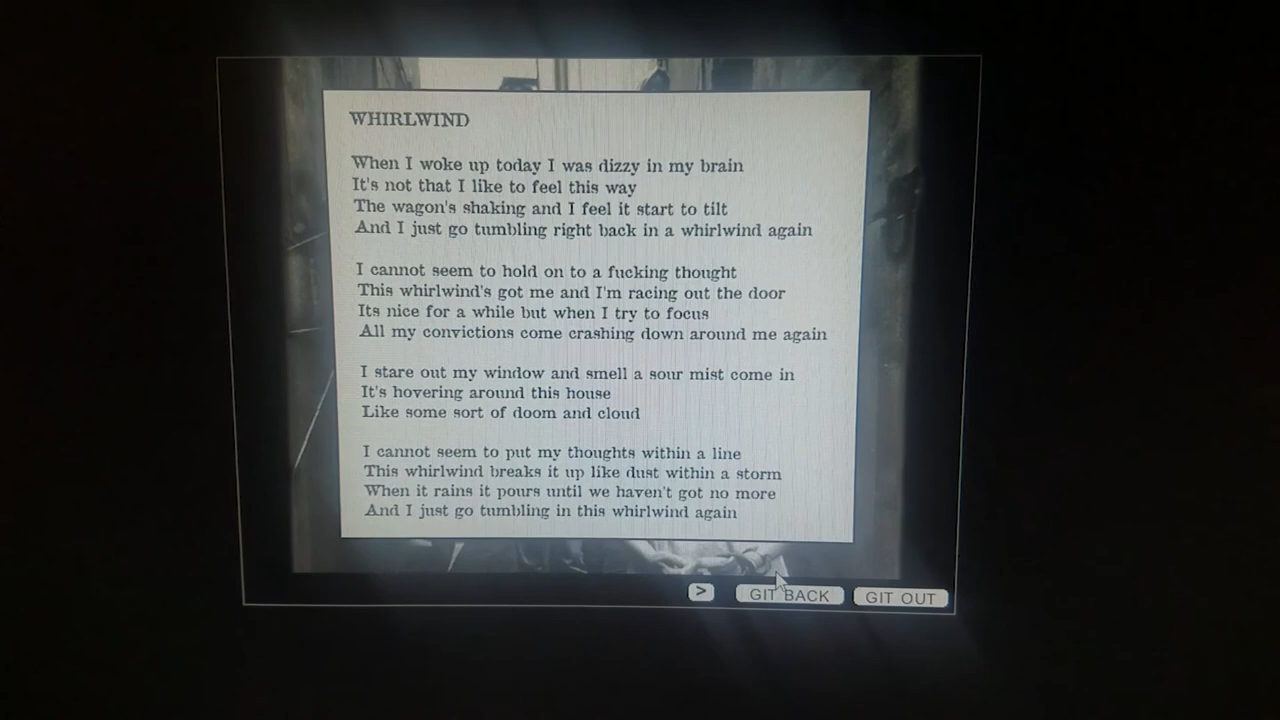 WHIRLWIND
When I woke up today I was dizzy in my brain
It's not that I like to feel this way
The wagon's shaking and I feel it start to tilt
And I just go tumbling right back in a whirlwind again
I cannot seem to hold on to a fucking thought
This whirlwind's got me and I'm racing out the door
Its nice for a while but when I try to focus
All my convictions come crashing down around me again
I stare out my window and smell a sour mist come in
It's hovering around this house
Like some sort of doom and cloud
I cannot seem to put my thoughts within a line
This whirlwind breaks it up like dust within a storm
When it rains it pours until we haven't got no more
And I just go tumbling in this whirlwind again
> GIT BACK GIT OUT